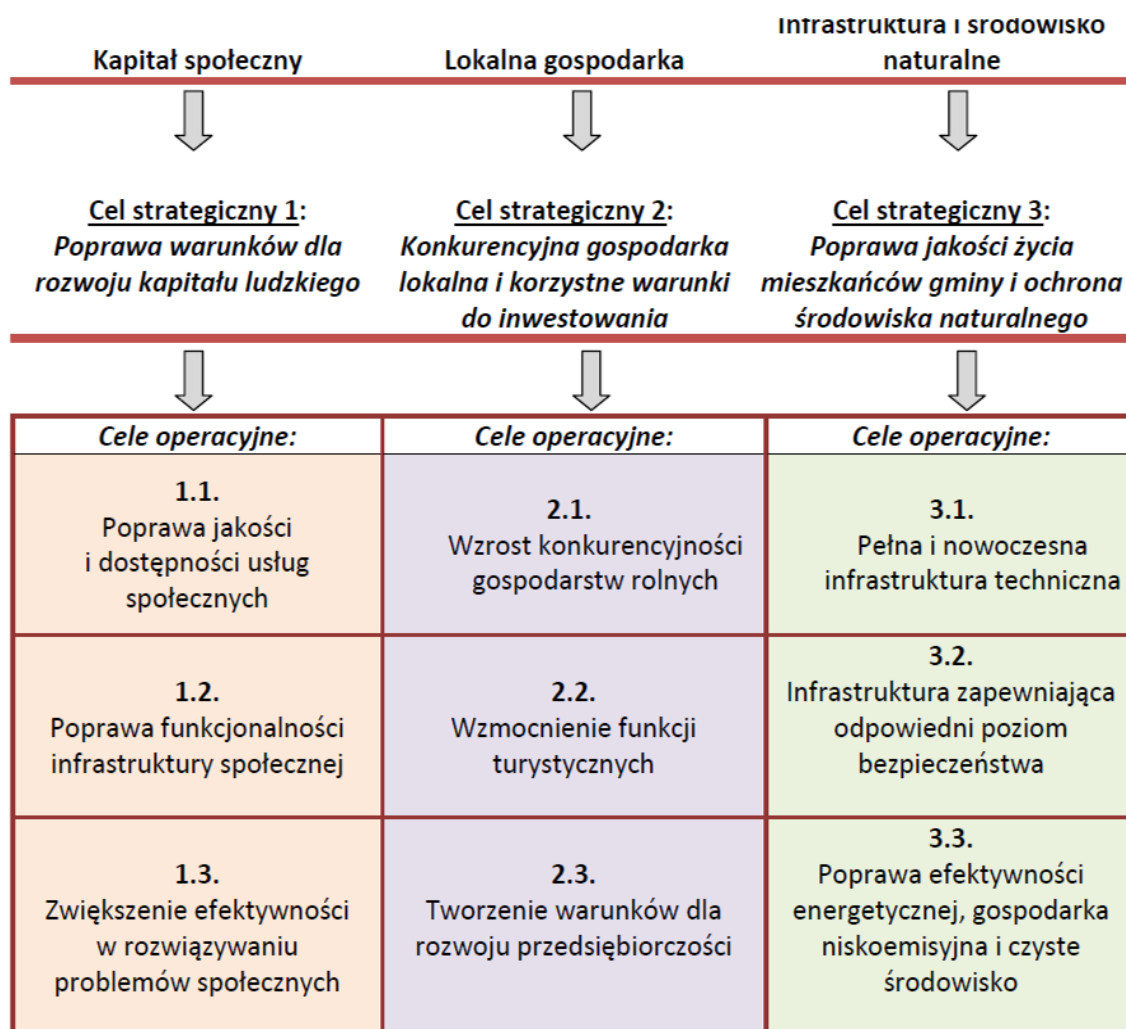 Kapitał społeczny
Lokalna gospodarka
Infrastruktura i środowisko
naturalne
Cel strategiczny 1:
Poprawa warunków dla
rozwoju kapitału ludzkiego
Cel strategiczny 2:
Konkurencyjna gospodarka
lokalna i korzystne warunki
do inwestowania
Cel strategiczny 3:
Poprawa jakości życia
mieszkańców gminy i ochrona
środowiska naturalnego
Cele operacyjne:
Cele operacyjne:
Cele operacyjne:
1.1.
Poprawa jakości
i dostępności usług
społecznych
2.1.
Wzrost konkurencyjności
gospodarstw rolnych
3.1.
Pełna i nowoczesna
infrastruktura techniczna
1.2.
Poprawa funkcjonalności
infrastruktury społecznej
2.2.
Wzmocnienie funkcji
turystycznych
3.2.
Infrastruktura zapewniająca
odpowiedni poziom
bezpieczeństwa
1.3.
Zwiększenie efektywności
w rozwiązywaniu
problemów społecznych
2.3.
Tworzenie warunków dla
rozwoju przedsiębiorczości
3.3.
Poprawa efektywności
energetycznej, gospodarka
niskoemisyjna i czyste
środowisko